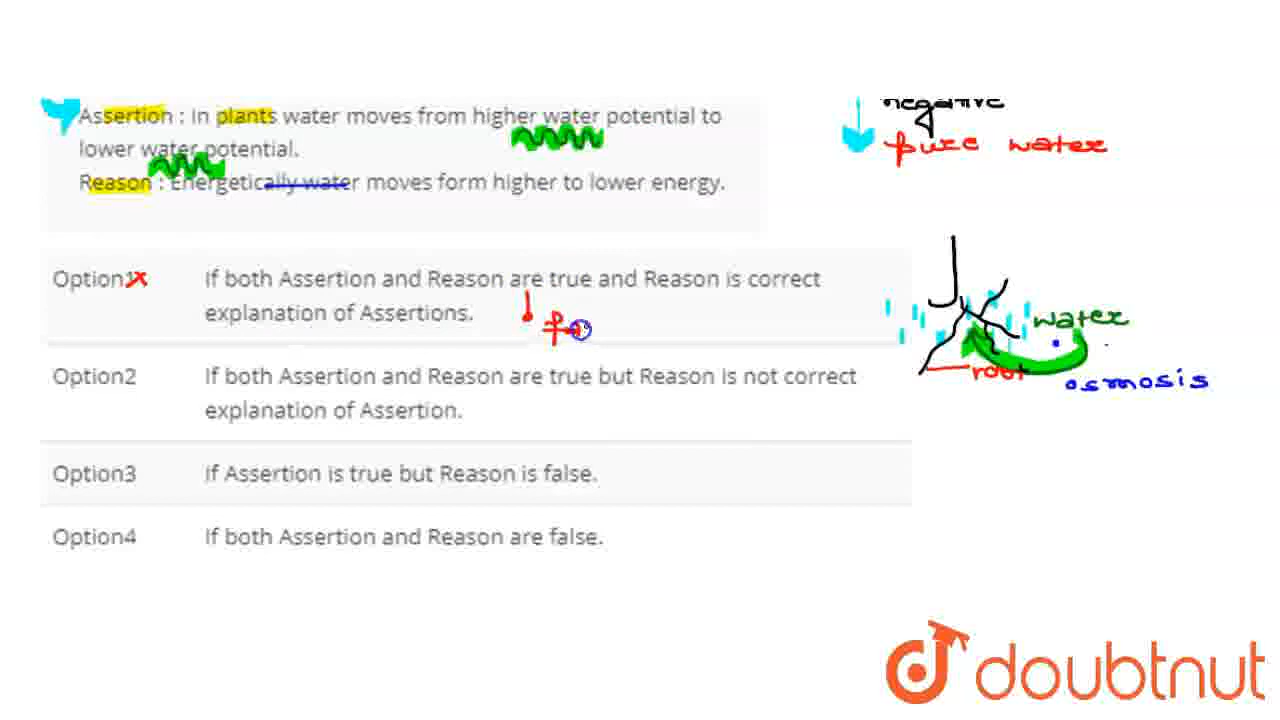 negative
Assertion : In plants water moves from higher water potential to
lower water potential.
pure water
Reason : Energetically water moves form higher to lower energy.
Option1 If both Assertion and Reason are true and Reason is correct
explanation of Assertions.
water
root
osmosis
Option2 If both Assertion and Reason are true but Reason is not correct
explanation of Assertion.
Option3 If Assertion is true but Reason is false.
Option4 If both Assertion and Reason are false.
doubtnut